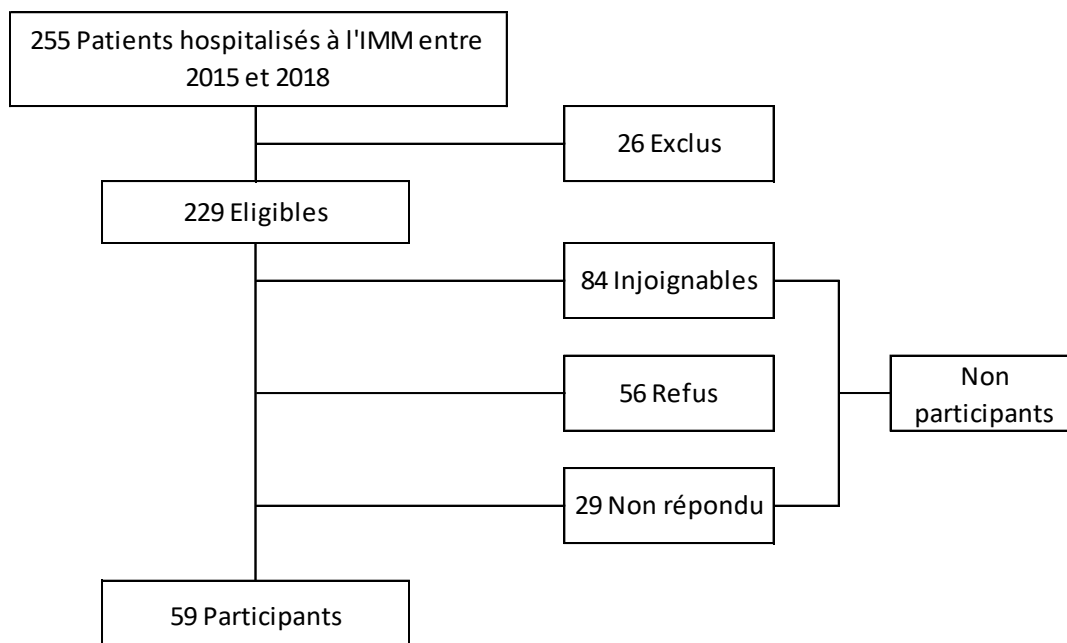 255 Patients hospitalisés à l'IMM entre
2015 et 2018
26 Exclus
229 Eligibles
84 Injoignables
56 Refus
Non
participants
29 Non répondu
59 Participants